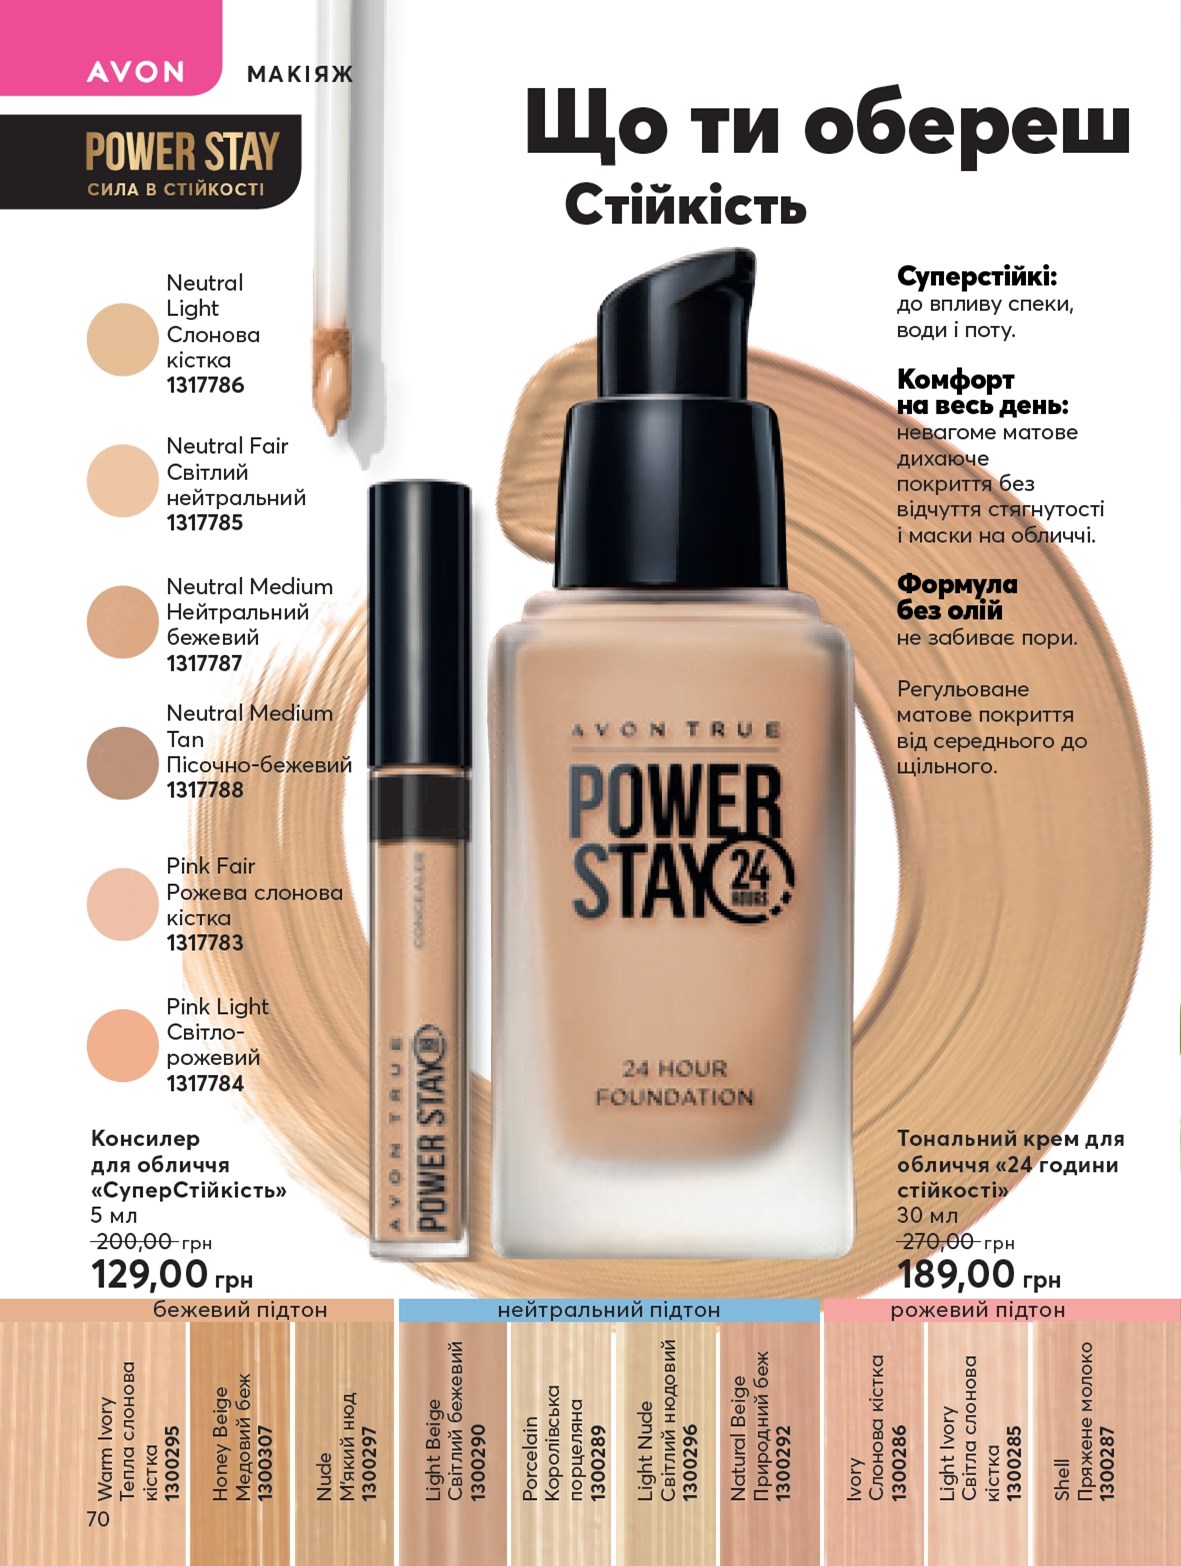 AVON
МАКІЯЖ
POWER STAY
СИЛА В СТІЙКОСТІ
Що ти обереш
Стійкість
Neutral
Light
Слонова
кістка
1317786
Neutral Fair
Світлий
нейтральний
1317785
Neutral Medium
Нейтральний
бежевий
1317787
Neutral Medium
Tan
Пісочно-бежевий
1317788
Pink Fair
Рожева слонова
кістка
1317783
Pink Light
Світло-
рожевий
1317784
Консилер
для обличчя
«СуперСтійкість»
5 мл
200,00 грн
129,00 грн
CONCEALER
AVON TRUE
POWER STAY
AVON TRUE
POWER
STAY 24
HOURS
24 HOUR
FOUNDATION
Суперстійкі:
до впливу спеки,
води і поту.
Комфорт
на весь день:
невагоме матове
дихаюче
покриття без
відчуття стягнутості
і маски на обличчі.
Формула
без олій
не забиває пори.
Регульоване
матове покриття
від середнього до
щільного.
Тональний крем для
обличчя «24 години
стійкості»
30 мл
270,00 грн
189,00 грн
бежевий підтон
нейтральний підтон
рожевий підтон
Warm Ivory
Тепла слонова
кістка
1300295
Honey Beige
Медовий беж
1300307
Nude
М'який нюд
1300297
Light Beige
Світлий бежевий
1300290
Porcelain
Королівська
порцеляна
1300289
Light Nude
Світлий нюдовий
1300296
Natural Beige
Природний беж
1300292
Ivory
Слонова кістка
1300286
Light Ivory
Світла слонова
кістка
1300285
Shell
Пряжене молоко
1300287
70